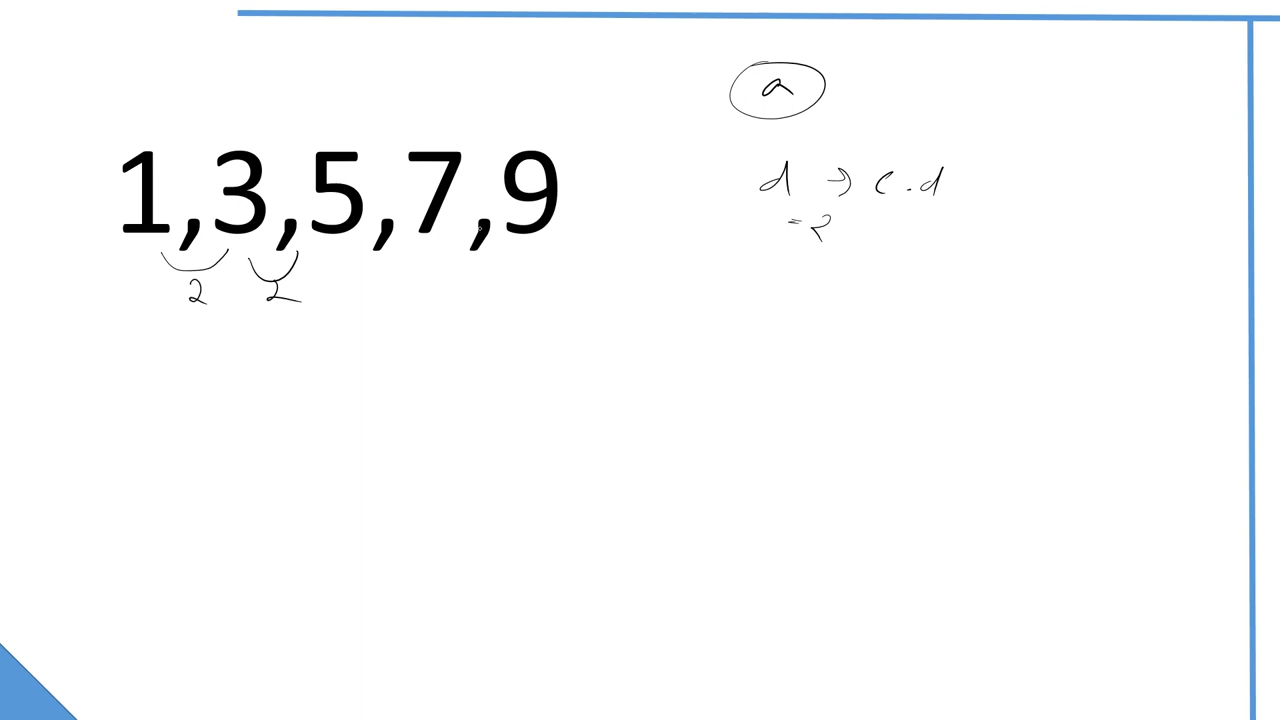 a
1,3,5,7,9
d → c.d
= 2
2 2